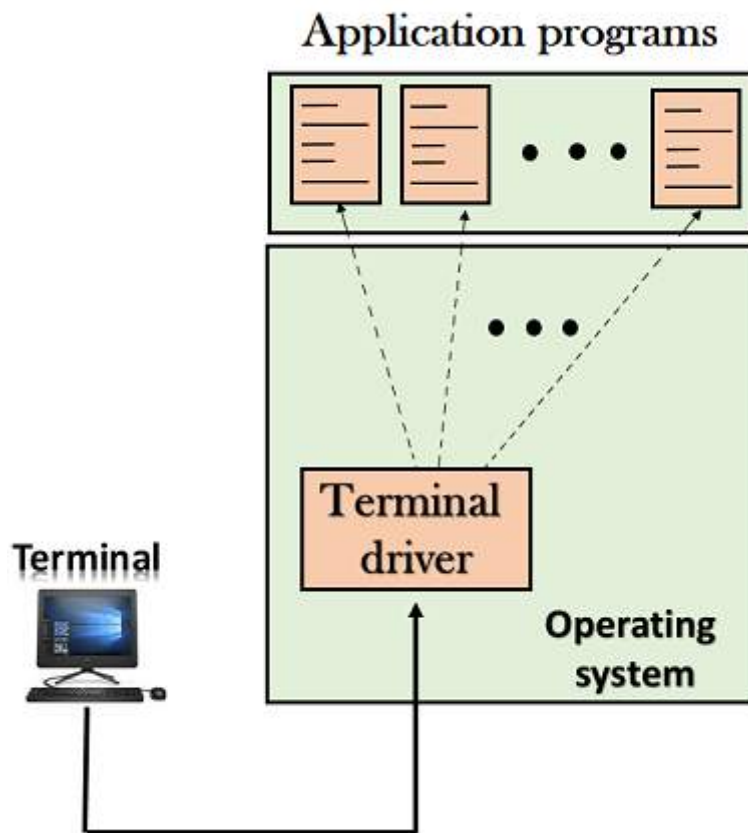 Application programs
Terminal
driver
Terminal
Operating
system